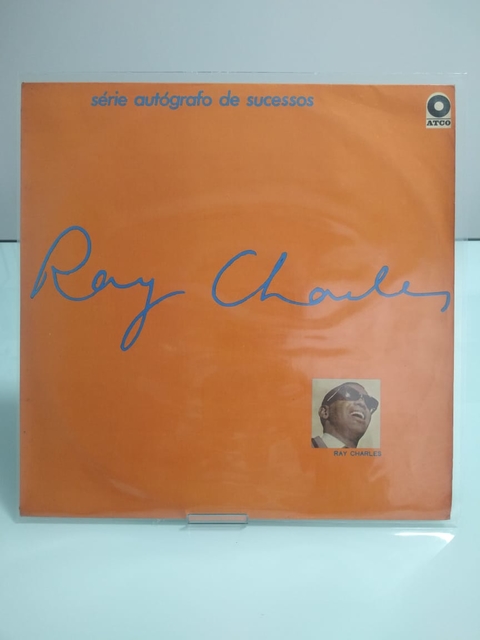 série autógrafo de sucessos
ATCO
Ray Charles
RAY CHARLES